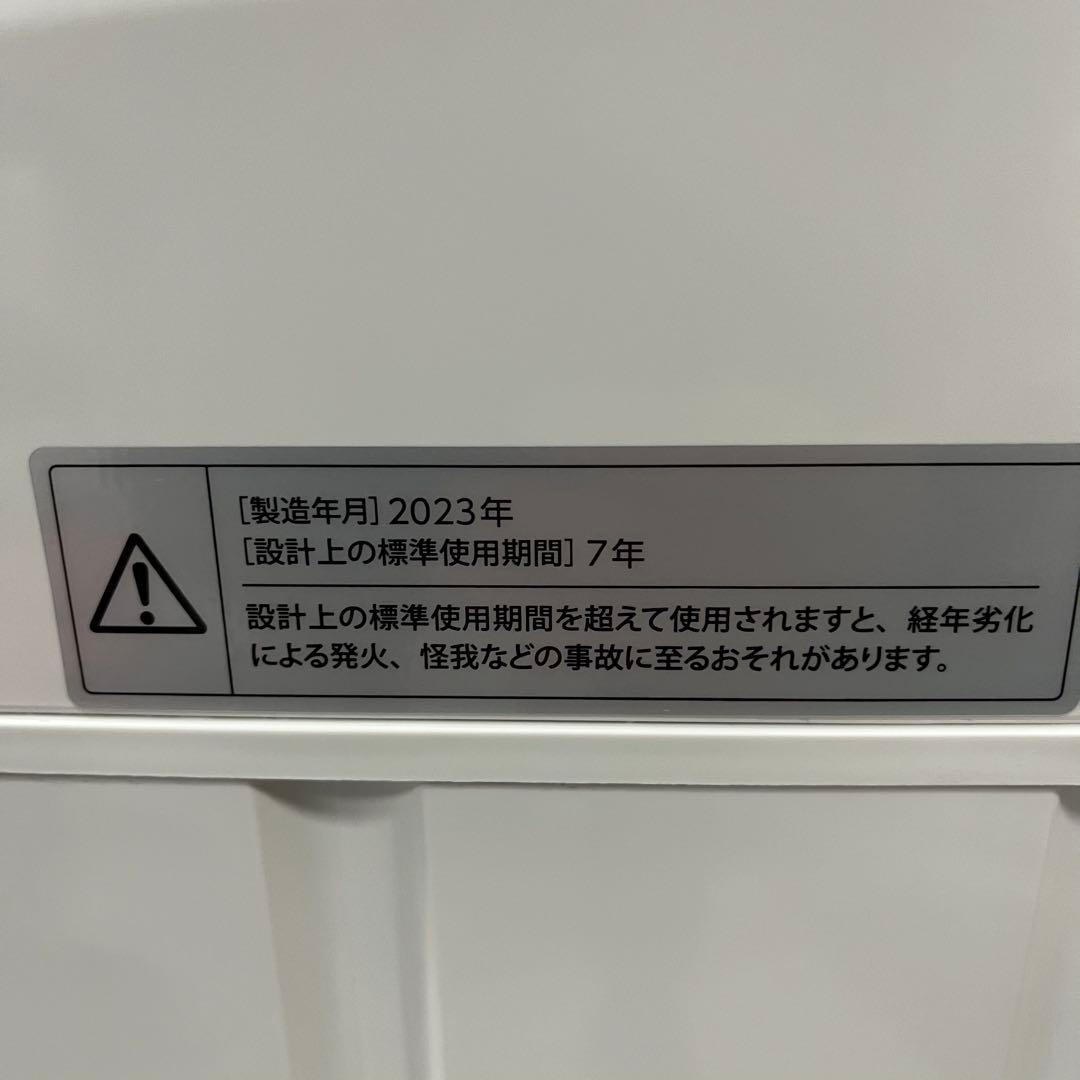 [製造年月] 2023年
[設計上の標準使用期間] 7年
設計上の標準使用期間を超えて使用されますと、経年劣化
による発火、怪我などの事故に至るおそれがあります。